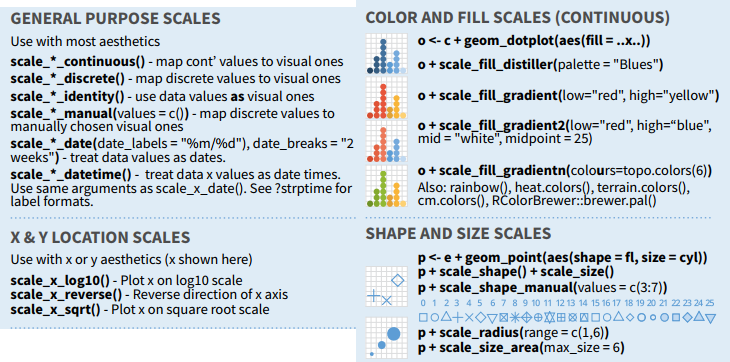 GENERAL PURPOSE SCALES
Use with most aesthetics
scale_*_continuous() - map cont’ values to visual ones
scale_*_discrete() - map discrete values to visual ones
scale_*_identity() - use data values as visual ones
scale_*_manual(values = c()) - map discrete values to
manually chosen visual ones
scale_*_date(date_labels = "%m/%d"), date_breaks = "2
weeks") - treat data values as dates.
scale_*_datetime() - treat data x values as date times.
Use same arguments as scale_x_date(). See ?strptime for
label formats.
X & Y LOCATION SCALES
Use with x or y aesthetics (x shown here)
scale_x_log10() - Plot x on log10 scale
scale_x_reverse() - Reverse direction of x axis
scale_x_sqrt() - Plot x on square root scale
COLOR AND FILL SCALES (CONTINUOUS)
o <- c + geom_dotplot(aes(fill = ..x..))
o + scale_fill_distiller(palette = "Blues")
o + scale_fill_gradient(low="red", high="yellow")
o + scale_fill_gradient2(low="red", high=“blue",
mid = "white", midpoint = 25)
o + scale_fill_gradientn(colours=topo.colors(6))
Also: rainbow(), heat.colors(), terrain.colors(),
cm.colors(), RColorBrewer::brewer.pal()
SHAPE AND SIZE SCALES
p <- e + geom_point(aes(shape = fl, size = cyl))
p + scale_shape() + scale_size()
p + scale_shape_manual(values = c(3:7))
0 1 2 3 4 5 6 7 8 9 10 11 12 13 14 15 16 17 18 19 20 21 22 23 24 25
p + scale_radius(range = c(1,6))
p + scale_size_area(max_size = 6)